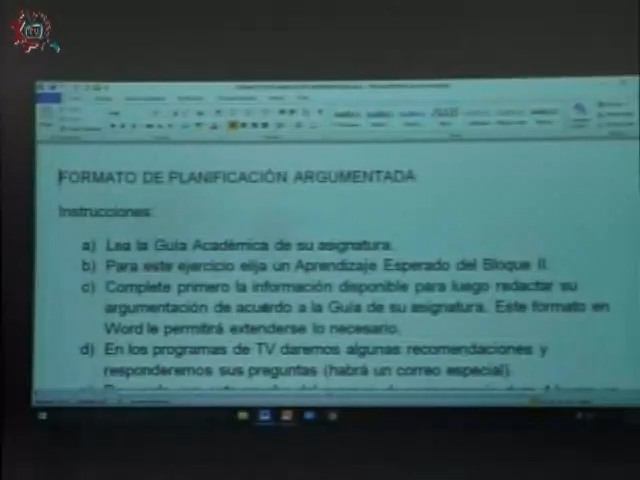 TV
FORMATO DE PLANIFICACIÓN ARGUMENTADA
Instrucciones:
a) Lea la Guía Académica de su asignatura.
b) Para este ejercicio elija un Aprendizaje Esperado del Bloque II.
c) Complete primero la información disponible para luego redactar su
argumentación de acuerdo a la Guía de su asignatura. Este formato en
Word le permitirá extenderse lo necesario.
d) En los programas de TV daremos algunas recomendaciones y
responderemos sus preguntas (habrá un correo especial).